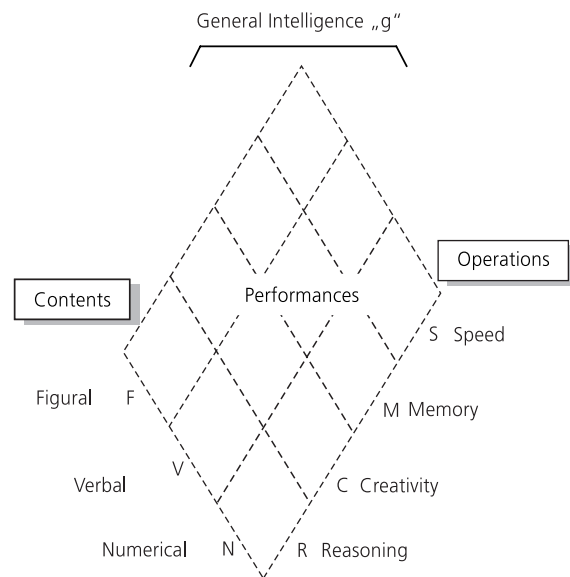 General Intelligence „g“
Operations
Contents
Performances
S Speed
Figural F
M Memory
V
Verbal
C Creativity
Numerical N
R Reasoning